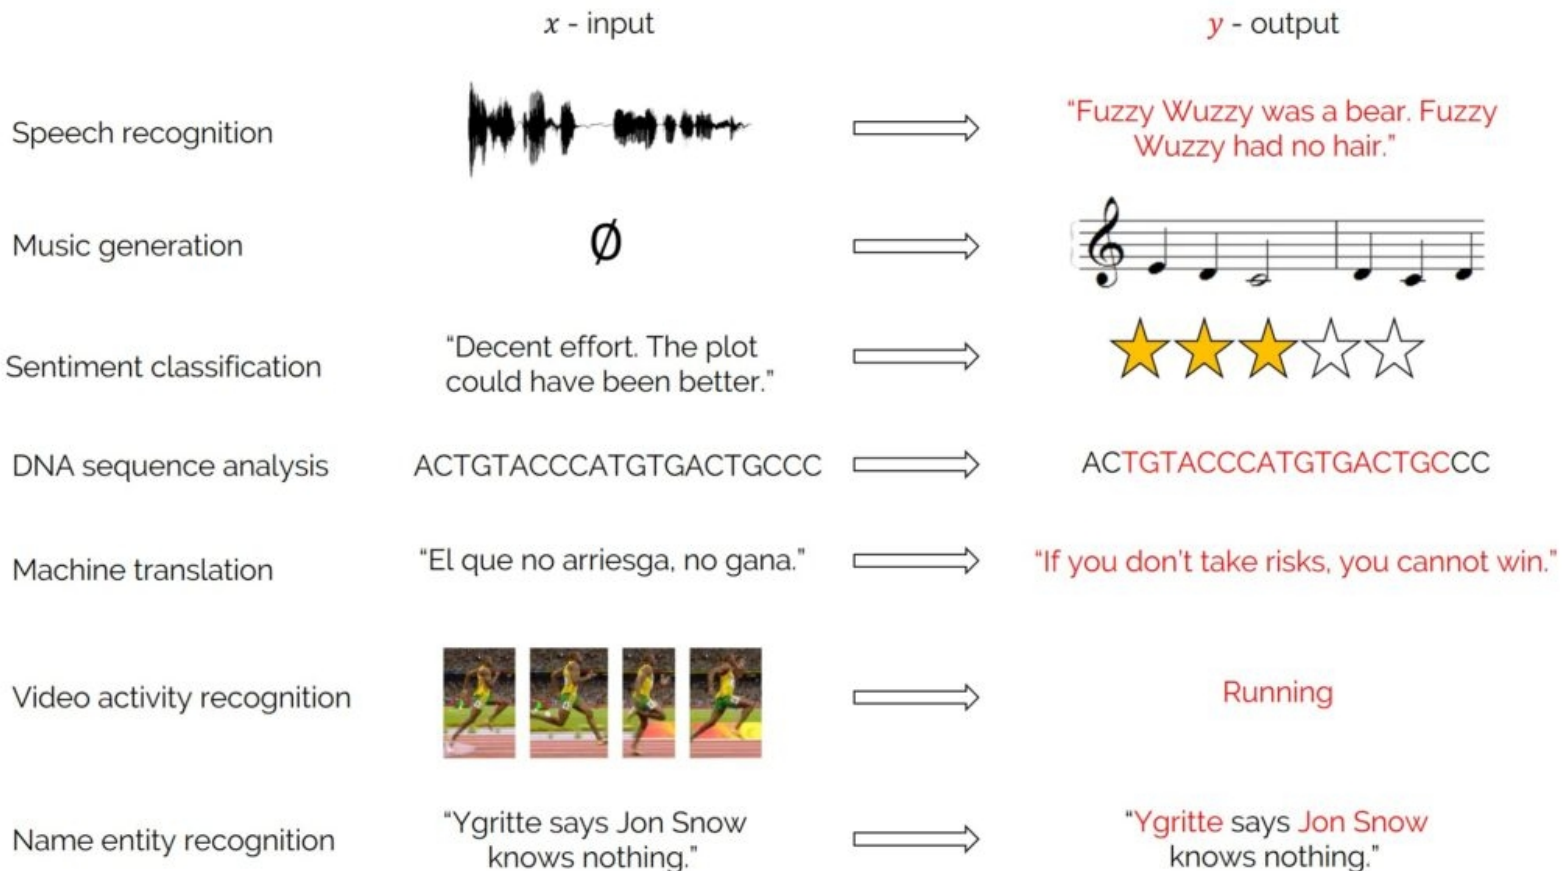 x - input
y - output
Speech recognition
“Fuzzy Wuzzy was a bear. Fuzzy
Wuzzy had no hair.”
Music generation
Ø
Sentiment classification
“Decent effort. The plot
could have been better.”
DNA sequence analysis
ACTGTACCCATGTGACTGCCC
ACTGTACCCATGTGACTGCCC
Machine translation
“El que no arriesga, no gana.”
“If you don’t take risks, you cannot win.”
Video activity recognition
Running
Name entity recognition
“Ygritte says Jon Snow
knows nothing.”
“Ygritte says Jon Snow
knows nothing.”